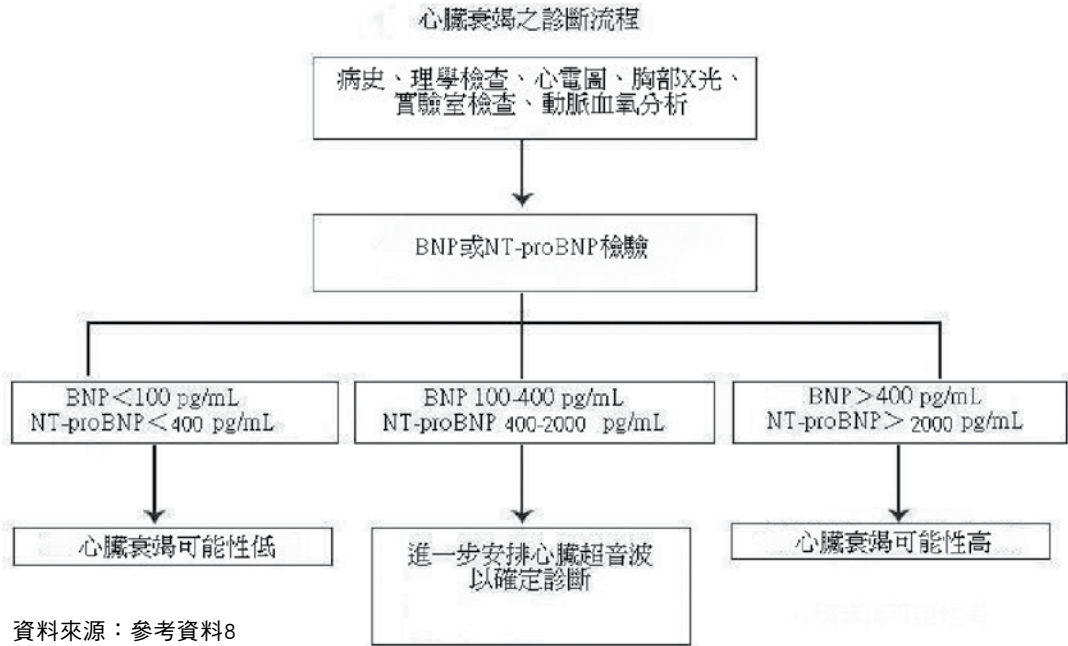 心臟衰竭之診斷流程
病史、理學檢查、心電圖、胸部X光、
實驗室檢查、動脈血氧分析
BNP或NT-proBNP檢驗
BNP＜100 pg/mL
NT-proBNP＜400 pg/mL
BNP 100-400 pg/mL
NT-proBNP 400-2000 pg/mL
BNP＞400 pg/mL
NT-proBNP＞2000 pg/mL
心臟衰竭可能性低
進一步安排心臟超音波
以確定診斷
心臟衰竭可能性高
資料來源：參考資料8